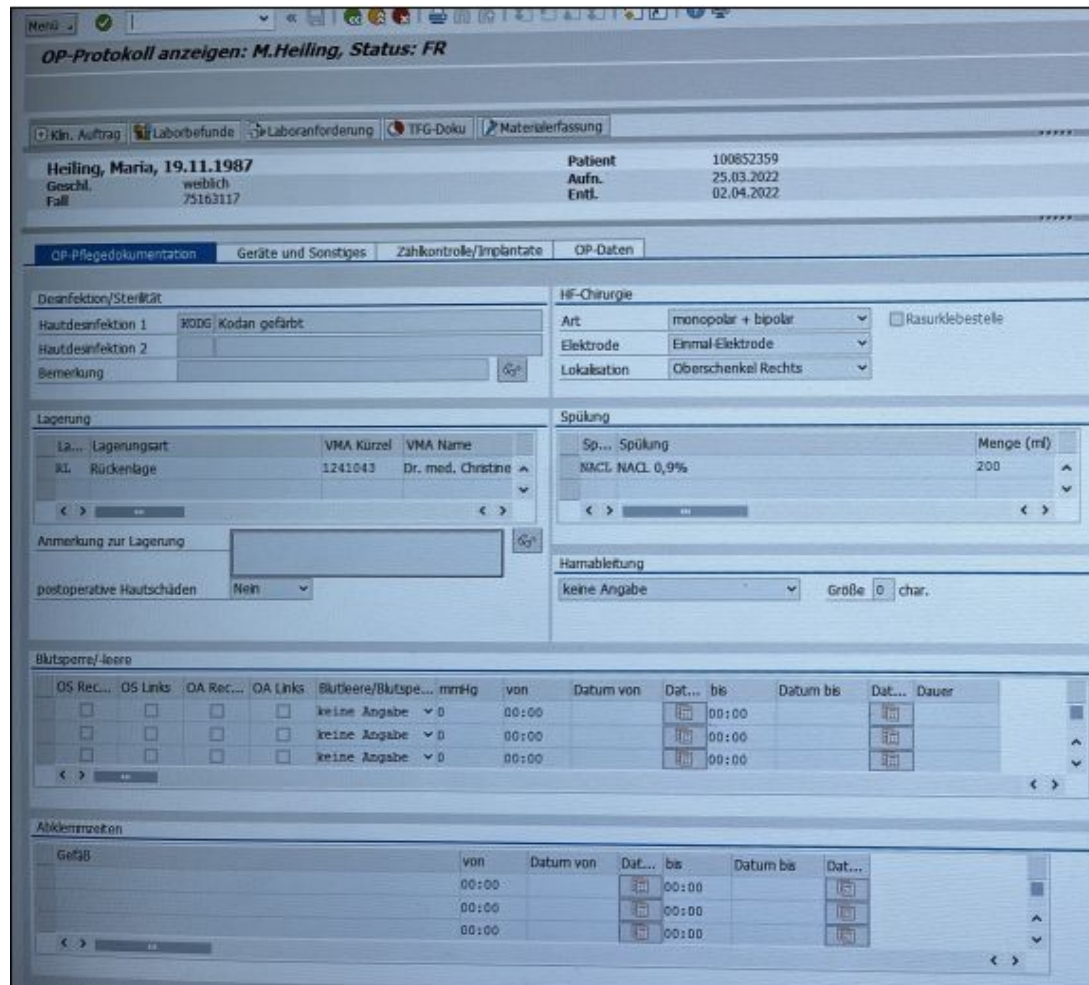 Menü
OP-Protokoll anzeigen: M.Heiling, Status: FR
Klin. Auftrag Laborbefunde Laboranforderung TFG-Doku Materialerfassung
Heiling, Maria, 19.11.1987 Patient 100852359
Geschl. weiblich Aufn. 25.03.2022
Fall 75163117 Entl. 02.04.2022
OP-Pflegedokumentation Geräte und Sonstiges Zählkontrolle/Implantate OP-Daten
Desinfektion/Sterilität HF-Chirurgie
Hautdesinfektion 1 KODG Kodan gefärbt Art monopolar + bipolar Rasurklebestelle
Hautdesinfektion 2 Elektrode Einmal-Elektrode
Bemerkung Lokalisation Oberschenkel Rechts
Lagerung Spülung
La... Lagerungsart VMA Kürzel VMA Name Sp... Spülung Menge (ml)
RL Rückenlage 1241043 Dr. med. Christine NACL NACL 0,9% 200
Anmerkung zur Lagerung
Harnableitung
postoperative Hautschäden Nein keine Angabe Größe 0 char.
Blutsperre/-leere
OS Rec... OS Links OA Rec... OA Links Blutleere/Blutspe... mmHg von Datum von Dat... bis Datum bis Dat... Dauer
keine Angabe 0 00:00 00:00
keine Angabe 0 00:00 00:00
keine Angabe 0 00:00 00:00
Abklemmzeiten
Gefäß von Datum von Dat... bis Datum bis Dat...
00:00 00:00
00:00 00:00
00:00 00:00